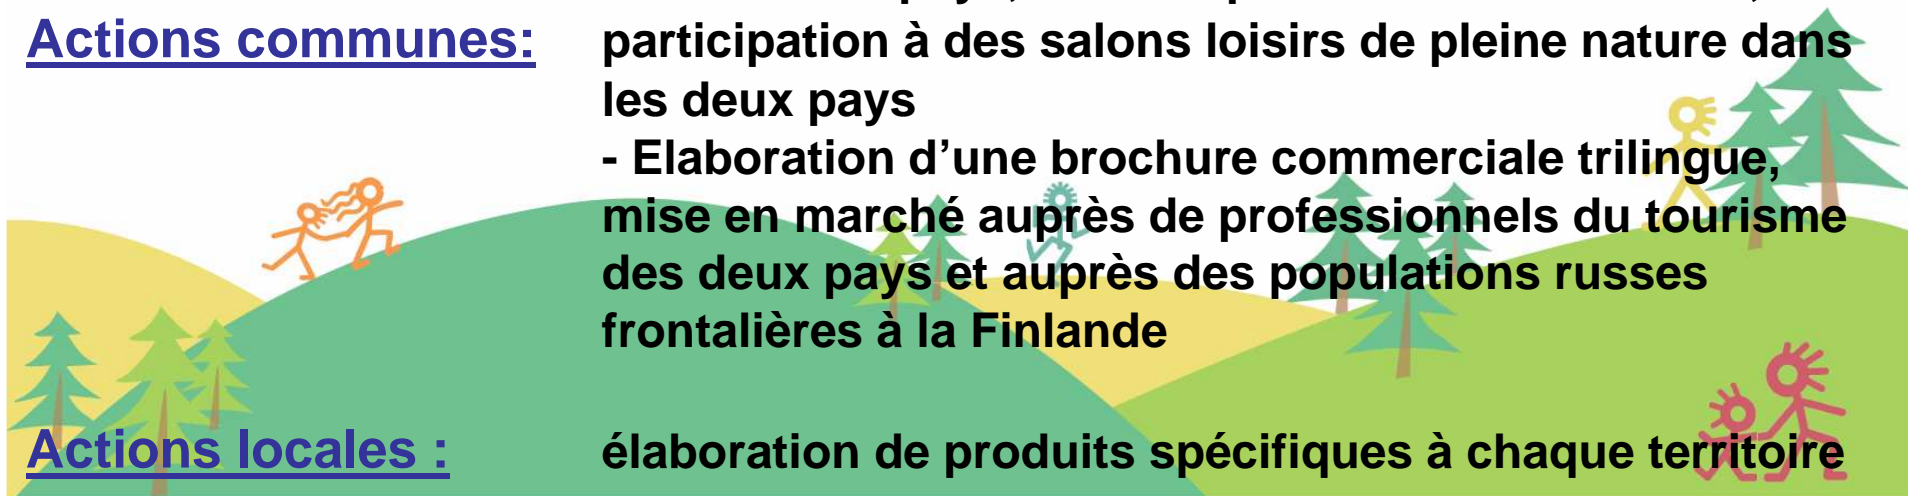 Actions communes: participation à des salons loisirs de pleine nature dans
les deux pays
- Elaboration d’une brochure commerciale trilingue,
mise en marché auprès de professionnels du tourisme
des deux pays et auprès des populations russes
frontalières à la Finlande
Actions locales : élaboration de produits spécifiques à chaque territoire